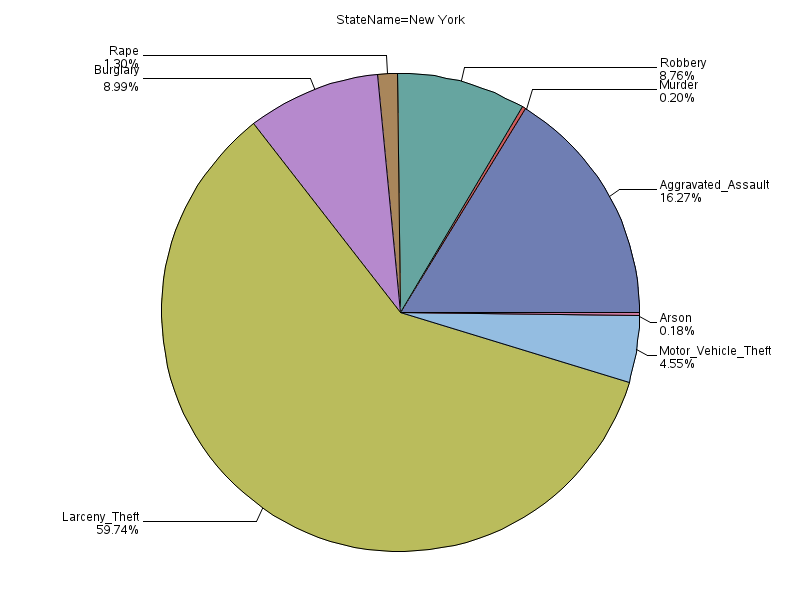 StateName=New York
Rape
1.30%
Burglary
8.99%
Robbery
8.76%
Murder
0.20%
Aggravated_Assault
16.27%
Arson
0.18%
Motor_Vehicle_Theft
4.55%
Larceny_Theft
59.74%